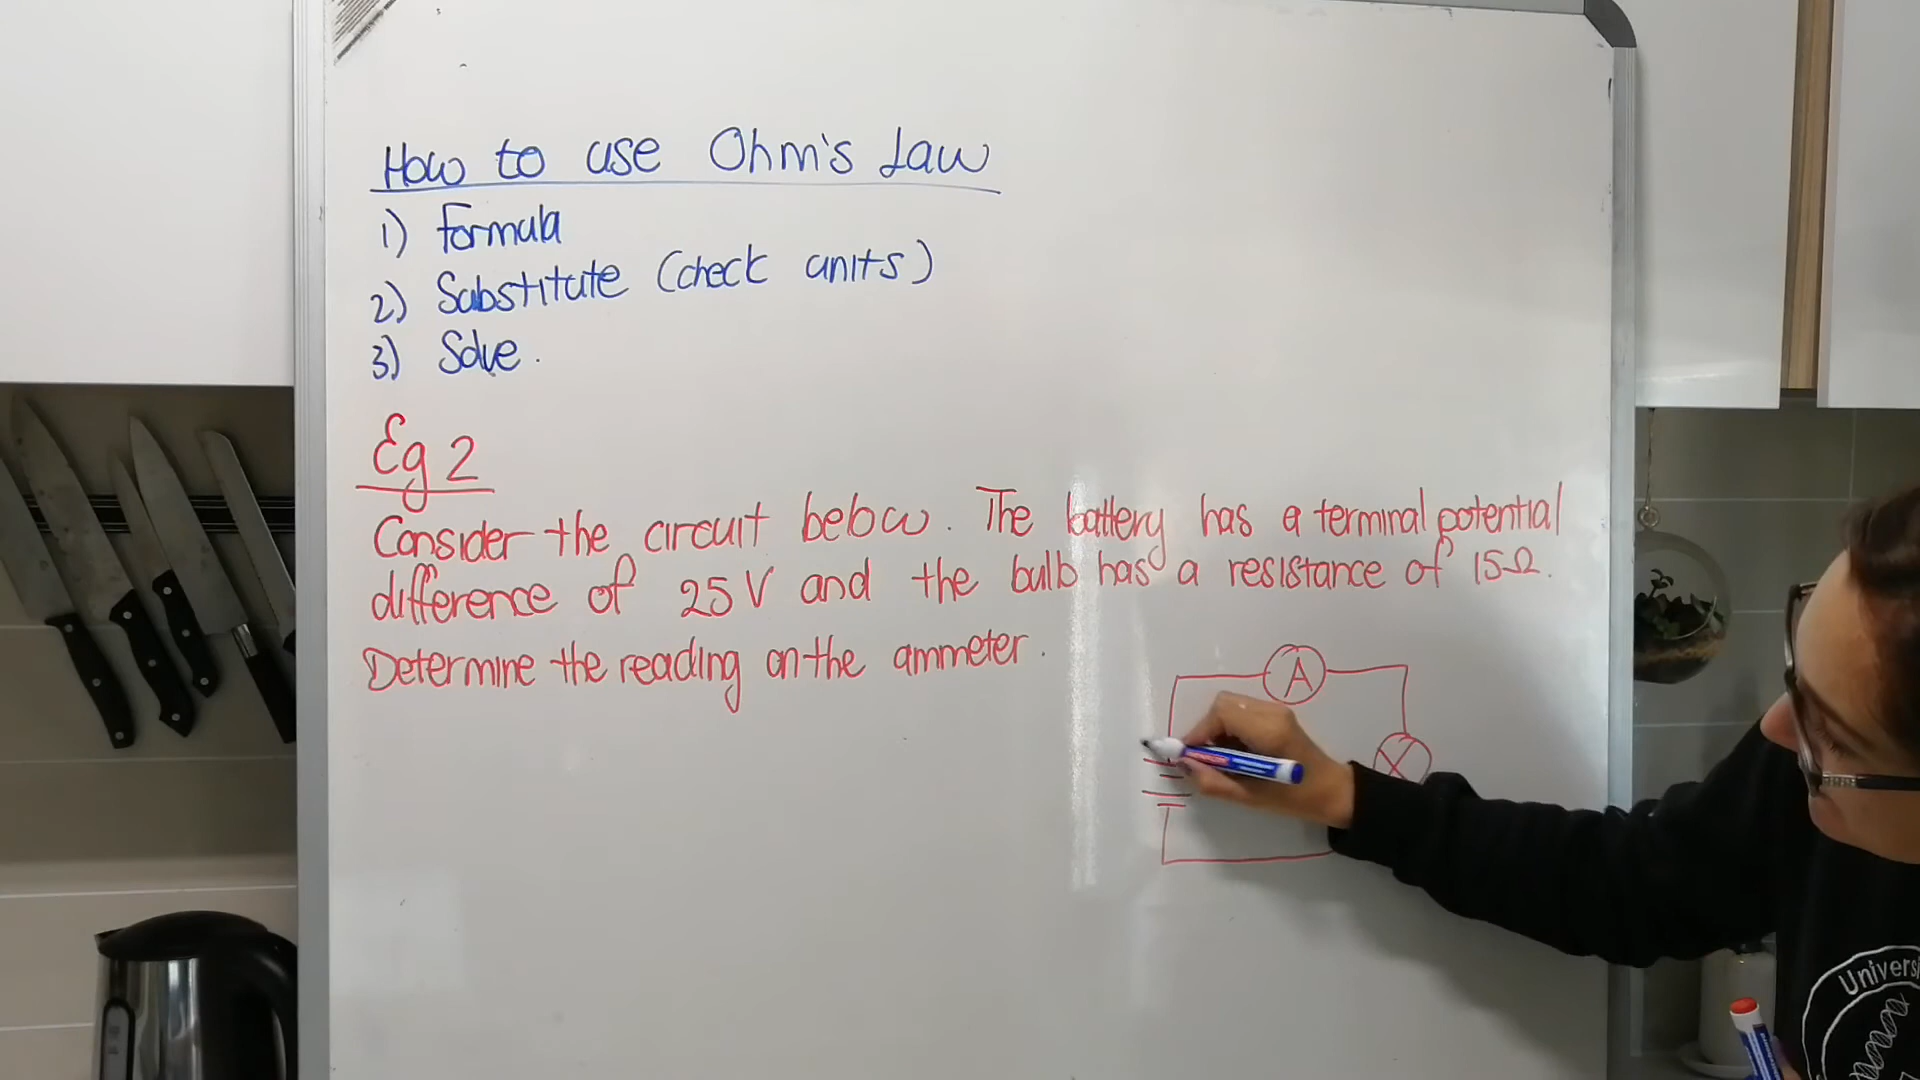 How to use Ohm's Law
1) Formula
2) Substitute (check units)
3) Solve.
Eg 2
Consider the circuit below. The battery has a terminal potential
difference of 25V and the bulb has a resistance of 15Ω.
Determine the reading on the ammeter.
A